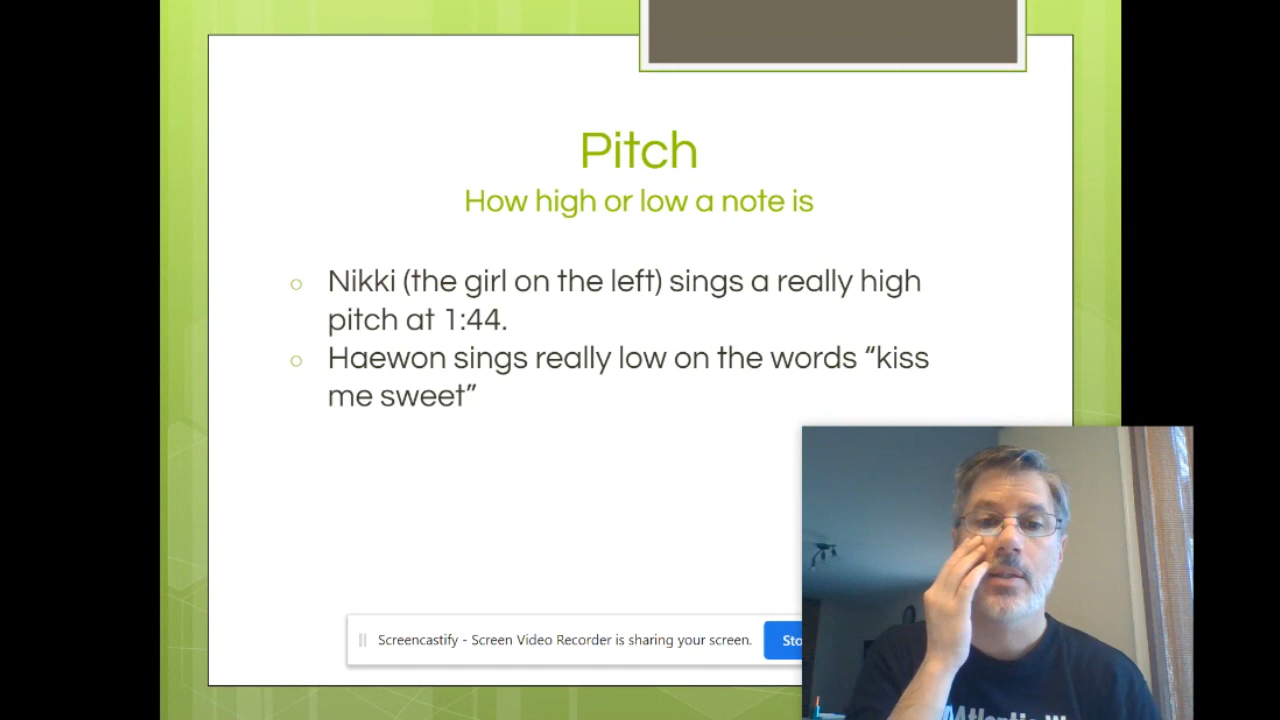 Pitch
How high or low a note is
Nikki (the girl on the left) sings a really high
pitch at 1:44.
Haewon sings really low on the words “kiss
me sweet”
Screencastify - Screen Video Recorder is sharing your screen.